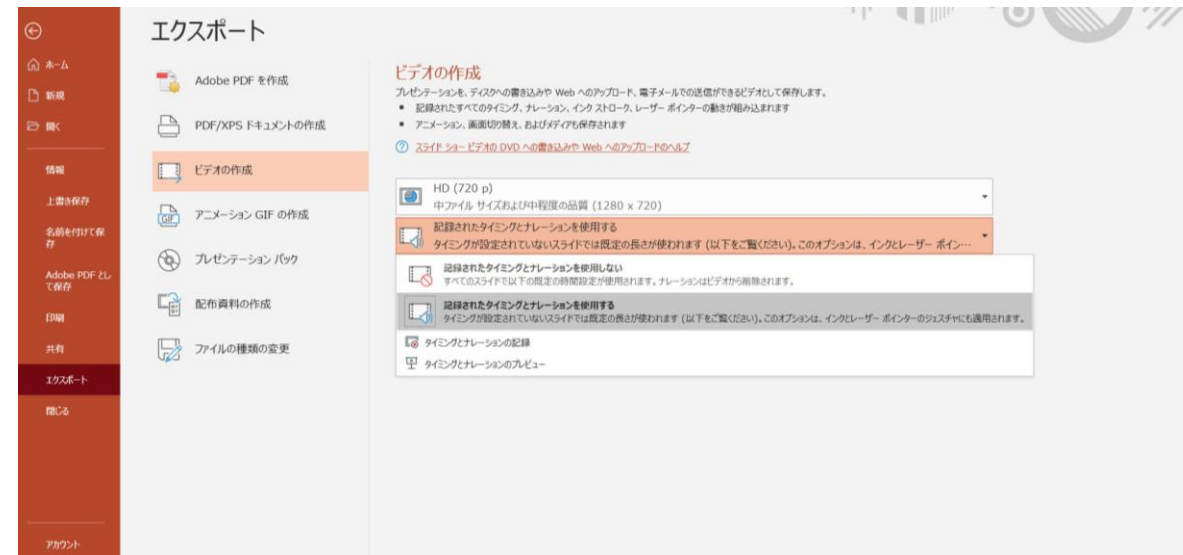 エクスポート
ホーム
新規
開く
情報
上書き保存
名前を付けて保
存
Adobe PDF とし
て保存
印刷
共有
エクスポート
閉じる
アカウント
Adobe PDF を作成
PDF/XPS ドキュメントの作成
ビデオの作成
アニメーション GIF の作成
プレゼンテーション パック
配布資料の作成
ファイルの種類の変更
ビデオの作成
プレゼンテーションを、ディスクへの書き込みや Web へのアップロード、電子メールでの送信ができるビデオとして保存します。
▪ 記録されたすべてのタイミング、ナレーション、インク ストローク、レーザー ポインターの動きが組み込まれます
▪ アニメーション、画面切り替え、およびメディアも保存されます
スライド ショー ビデオの DVD への書き込みや Web へのアップロードのヘルプ
HD (720 p)
中ファイル サイズおよび中程度の品質 (1280 x 720)
記録されたタイミングとナレーションを使用する
タイミングが設定されていないスライドでは既定の長さが使われます (以下をご覧ください)。このオプションは、インクとレーザー ポイン…
記録されたタイミングとナレーションを使用しない
すべてのスライドで以下の既定の時間設定が使用されます。ナレーションはビデオから削除されます。
記録されたタイミングとナレーションを使用する
タイミングが設定されていないスライドでは既定の長さが使われます (以下をご覧ください)。このオプションは、インクとレーザー ポインターのジェスチャにも適用されます。
タイミングとナレーションの記録
タイミングとナレーションのプレビュー